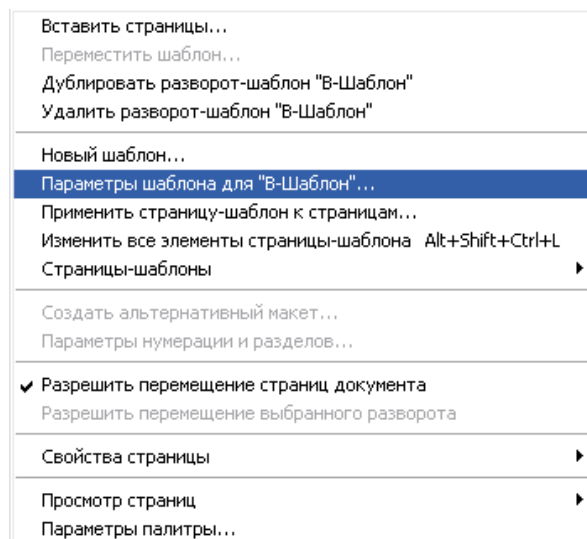 Вставить страницы...
Переместить шаблон...
Дублировать разворот-шаблон "B-Шаблон"
Удалить разворот-шаблон "B-Шаблон"
Новый шаблон...
Параметры шаблона для "B-Шаблон"...
Применить страницу-шаблон к страницам...
Изменить все элементы страницы-шаблона Alt+Shift+Ctrl+L
Страницы-шаблоны
Создать альтернативный макет...
Параметры нумерации и разделов...
Разрешить перемещение страниц документа
Разрешить перемещение выбранного разворота
Свойства страницы
Просмотр страниц
Параметры палитры...